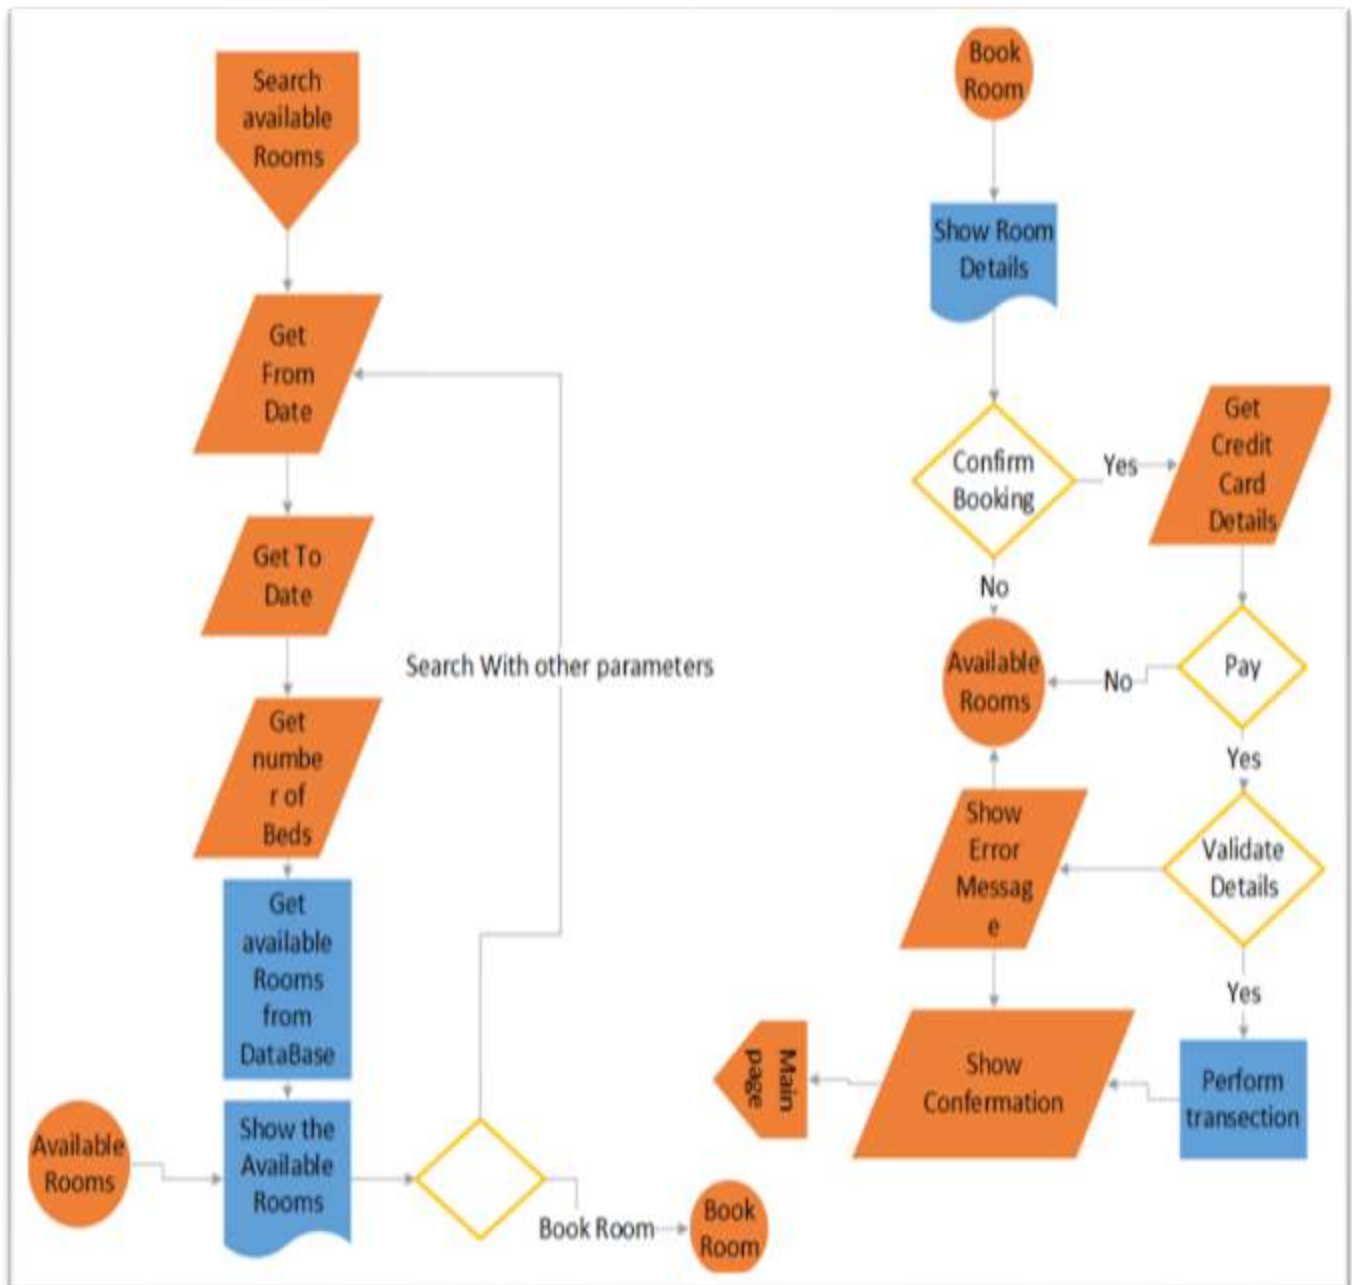 Search
available
Rooms
Get
From
Date
Get To
Date
Search With other parameters
Get
numbe
r of
Beds
Get
available
Rooms
from
DataBase
Available
Rooms
Show the
Available
Rooms
Book Room
Book
Room
Book
Room
Show Room
Details
Confirm
Booking
Yes
Get
Credit
Card
Details
No
Available
Rooms
No
Pay
Yes
Show
Error
Messag
e
Validate
Details
Yes
Main
page
Show
Confermation
Perform
transection